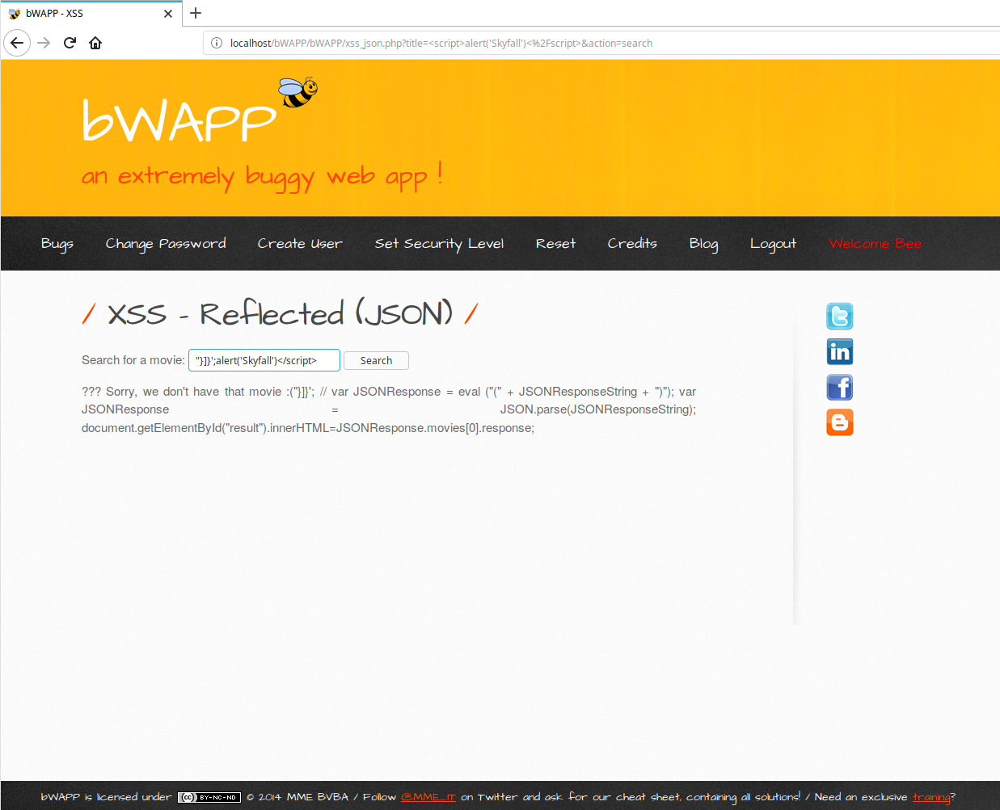 bWAPP - XSS
localhost/bWAPP/bWAPP/xss_json.php?title=<script>alert('Skyfall')<%2Fscript>&action=search
bWAPP
an extremely buggy web app !
Bugs Change Password Create User Set Security Level Reset Credits Blog Logout Welcome Bee
/ XSS - Reflected (JSON) /
Search for a movie: "}]}';alert('Skyfall')</script> Search
??? Sorry, we don't have that movie :("}]}'; // var JSONResponse = eval ("(" + JSONResponseString + ")"); var
JSONResponse = JSON.parse(JSONResponseString);
document.getElementById("result").innerHTML=JSONResponse.movies[0].response;
bWAPP is licensed under (cc) BY-NC-ND © 2014 MME BVBA / Follow @MME_IT on Twitter and ask for our cheat sheet, containing all solutions! / Need an exclusive training?